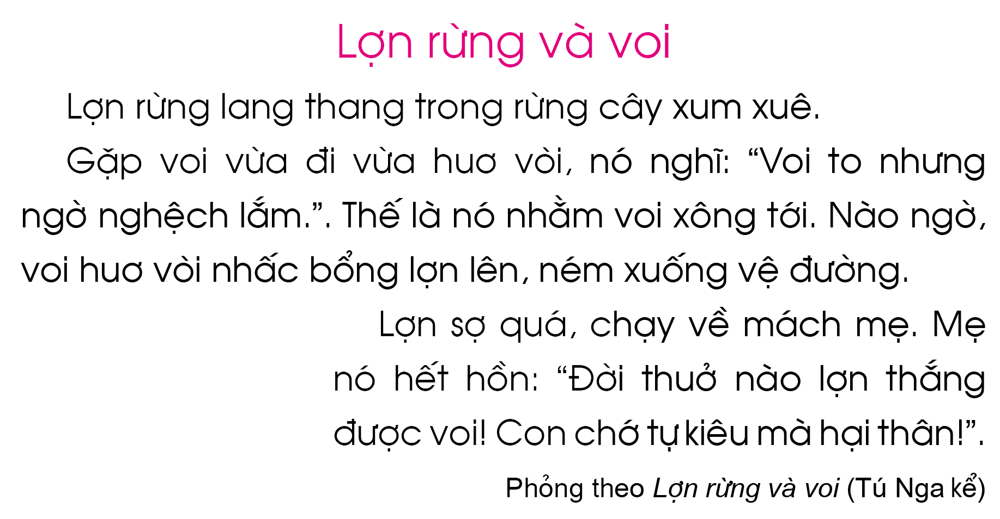 Lợn rừng và voi
Lợn rừng lang thang trong rừng cây xum xuê.
Gặp voi vừa đi vừa huơ vòi, nó nghĩ: “Voi to nhưng
ngờ nghệch lắm.”. Thế là nó nhằm voi xông tới. Nào ngờ,
voi huơ vòi nhấc bổng lợn lên, ném xuống vệ đường.
Lợn sợ quá, chạy về mách mẹ. Mẹ
nó hết hồn: “Đời thuở nào lợn thắng
được voi! Con chớ tự kiêu mà hại thân!”.
Phỏng theo Lợn rừng và voi (Tú Nga kể)